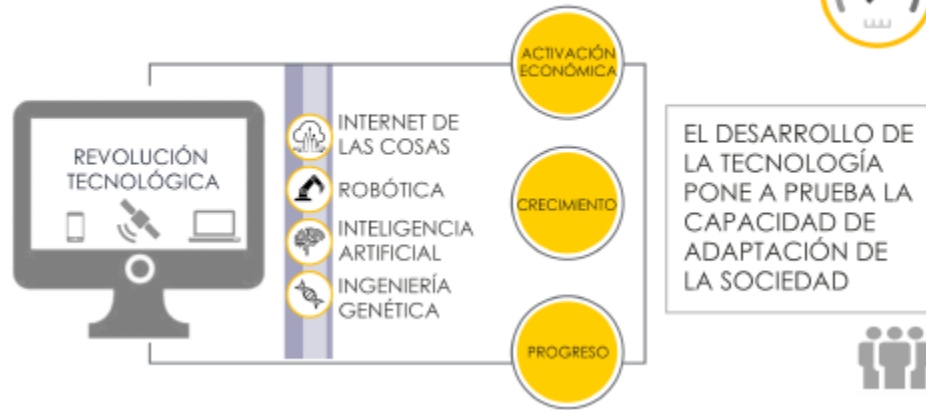 REVOLUCIÓN
TECNOLÓGICA
INTERNET DE
LAS COSAS
ROBÓTICA
INTELIGENCIA
ARTIFICIAL
INGENIERÍA
GENÉTICA
ACTIVACIÓN
ECONÓMICA
CRECIMIENTO
PROGRESO
EL DESARROLLO DE
LA TECNOLOGÍA
PONE A PRUEBA LA
CAPACIDAD DE
ADAPTACIÓN DE
LA SOCIEDAD